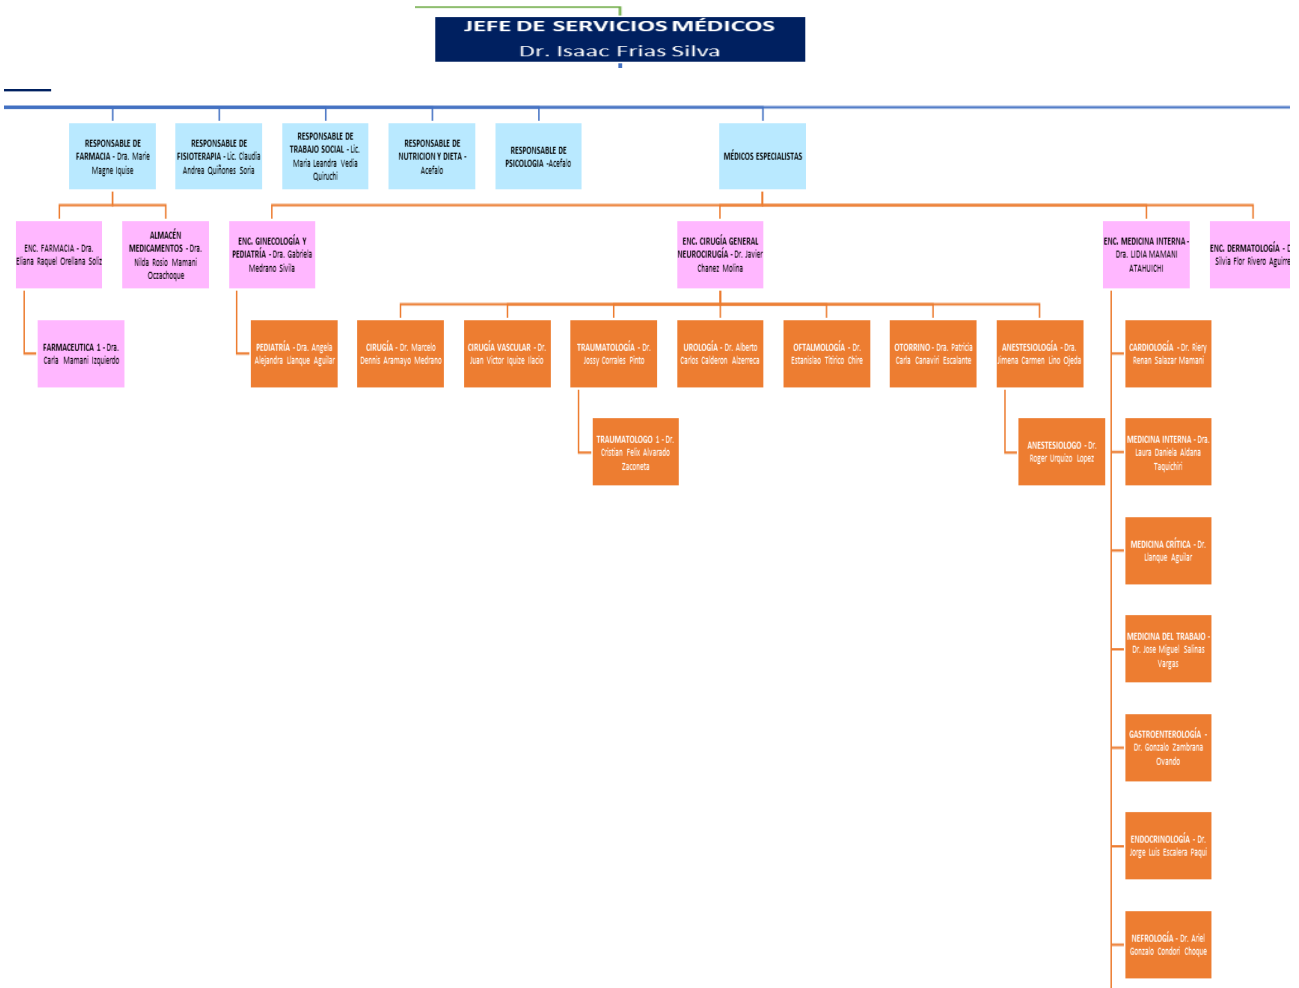 JEFE DE SERVICIOS MÉDICOS
Dr. Isaac Frias Silva
RESPONSABLE DE
FARMACIA - Dra. Marie
Magne Iquise
RESPONSABLE DE
FISIOTERAPIA - Lic. Claudia
Andrea Quiñones Soria
RESPONSABLE DE
TRABAJO SOCIAL - Lic.
Maria Leandra Vedia
Quiruchi
RESPONSABLE DE
NUTRICION Y DIETA -
Acefalo
RESPONSABLE DE
PSICOLOGIA -Acefalo
MÉDICOS ESPECIALISTAS
ENC. FARMACIA - Dra.
Eliana Raquel Orellana Soliz
ALMACÉN
MEDICAMENTOS - Dra.
Nilda Rosio Mamani
Oczachoque
ENC. GINECOLOGÍA Y
PEDIATRÍA - Dra. Gabriela
Medrano Sivila
ENC. CIRUGÍA GENERAL
NEUROCIRUGÍA - Dr. Javier
Chanez Molina
ENC. MEDICINA INTERNA -
Dra. LIDIA MAMANI
ATAHUICHI
ENC. DERMATOLOGÍA - D
Silvia Flor Rivero Aguirre
FARMACEUTICA 1 - Dra.
Carla Mamani Izquierdo
PEDIATRÍA - Dra. Angela
Alejandra Llanque Aguilar
CIRUGÍA - Dr. Marcelo
Dennis Aramayo Medrano
CIRUGÍA VASCULAR - Dr.
Juan Victor Iquize Ilacio
TRAUMATOLOGÍA - Dr.
Jossy Corrales Pinto
UROLOGÍA - Dr. Alberto
Carlos Calderon Alzerreca
OFTALMOLOGÍA - Dr.
Estanislao Titirico Chire
OTORRINO - Dra. Patricia
Carla Canaviri Escalante
ANESTESIOLOGÍA - Dra.
Jimena Carmen Lino Ojeda
CARDIOLOGÍA - Dr. Riery
Renan Salazar Mamani
TRAUMATOLOGO 1 - Dr.
Cristian Felix Alvarado
Zaconeta
ANESTESIOLOGO - Dr.
Roger Urquizo Lopez
MEDICINA INTERNA - Dra.
Laura Daniela Aldana
Taquichiri
MEDICINA CRÍTICA - Dr.
Llanque Aguilar
MEDICINA DEL TRABAJO -
Dr. Jose Miguel Salinas
Vargas
GASTROENTEROLOGÍA -
Dr. Gonzalo Zambrana
Ovando
ENDOCRINOLOGÍA - Dr.
Jorge Luis Escalera Paqui
NEFROLOGÍA - Dr. Ariel
Gonzalo Condori Choque